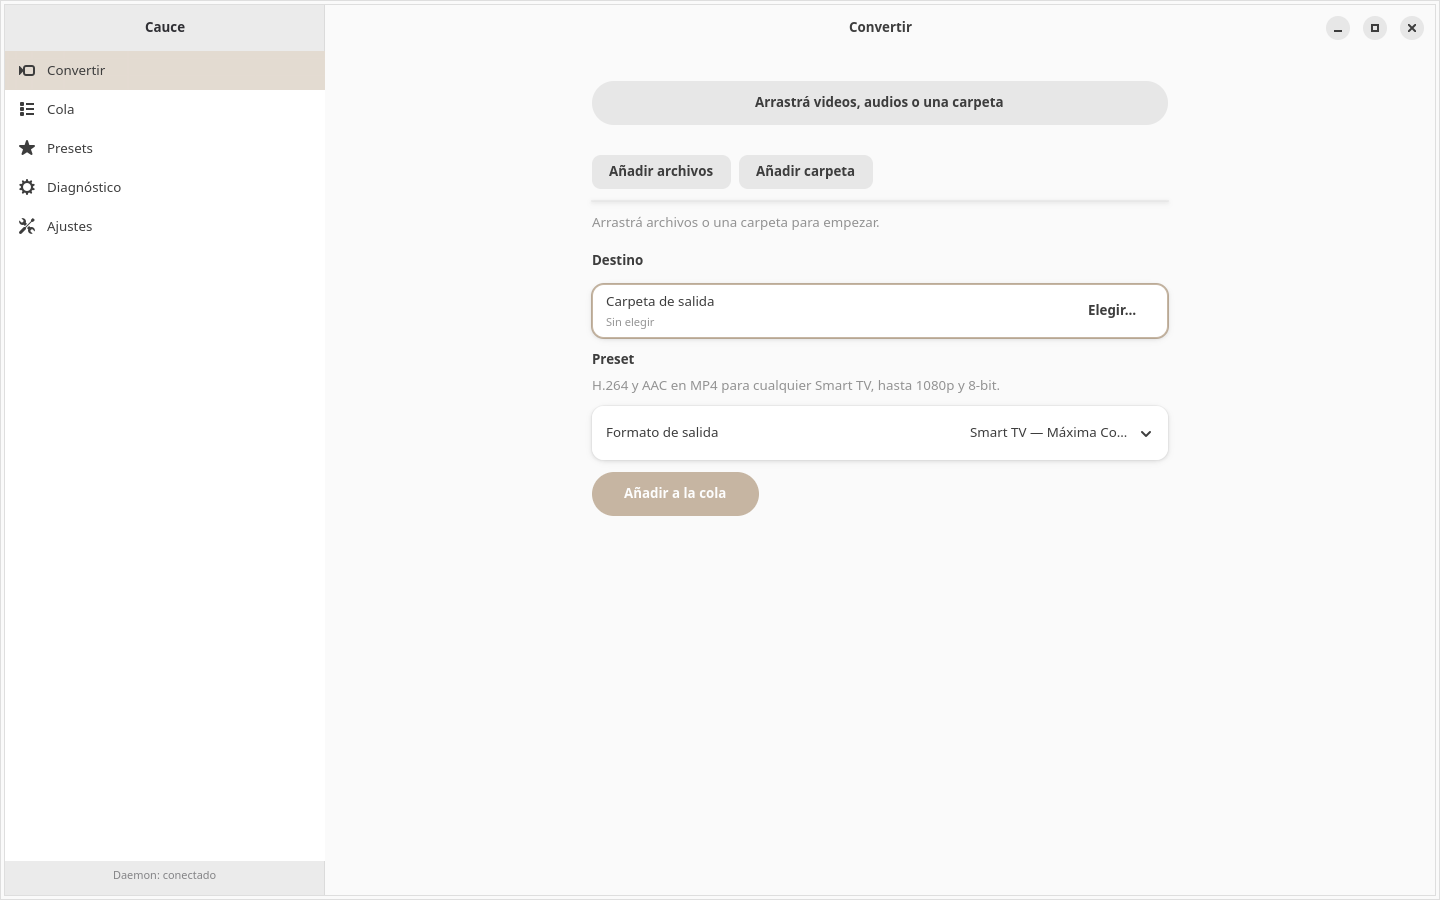 Cauce
Convertir
Convertir
Cola
Presets
Diagnóstico
Ajustes
Daemon: conectado
Arrastrá videos, audios o una carpeta
Añadir archivos
Añadir carpeta
Arrastrá archivos o una carpeta para empezar.
Destino
Carpeta de salida
Sin elegir
Elegir...
Preset
H.264 y AAC en MP4 para cualquier Smart TV, hasta 1080p y 8-bit.
Formato de salida
Smart TV — Máxima Co...
Añadir a la cola